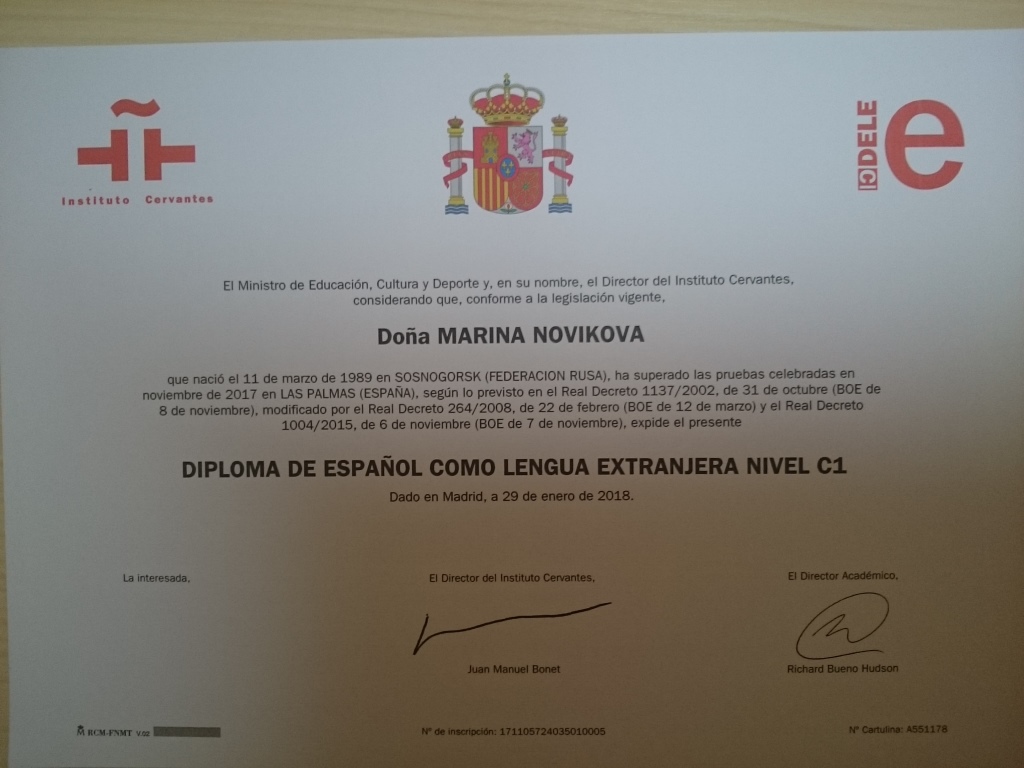 Instituto Cervantes
DELE
e
El Ministro de Educación, Cultura y Deporte y, en su nombre, el Director del Instituto Cervantes,
considerando que, conforme a la legislación vigente,
Doña MARINA NOVIKOVA
que nació el 11 de marzo de 1989 en SOSNOGORSK (FEDERACION RUSA), ha superado las pruebas celebradas en
noviembre de 2017 en LAS PALMAS (ESPAÑA), según lo previsto en el Real Decreto 1137/2002, de 31 de octubre (BOE de
8 de noviembre), modificado por el Real Decreto 264/2008, de 22 de febrero (BOE de 12 de marzo) y el Real Decreto
1004/2015, de 6 de noviembre (BOE de 7 de noviembre), expide el presente
DIPLOMA DE ESPAÑOL COMO LENGUA EXTRANJERA NIVEL C1
Dado en Madrid, a 29 de enero de 2018.
La interesada,
El Director del Instituto Cervantes,
El Director Académico,
Juan Manuel Bonet
Richard Bueno Hudson
RCM-FNMT V.02
Nº de inscripción: 171105724035010005
Nº Cartulina: A551178